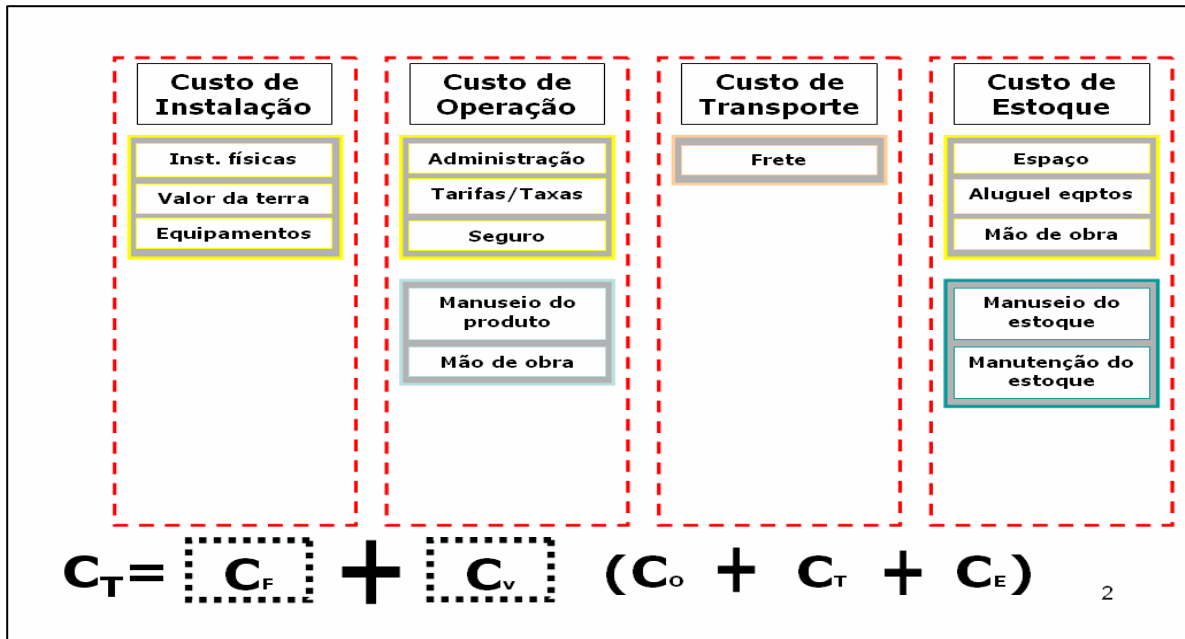 Custo de
Instalação
Inst. físicas
Valor da terra
Equipamentos
Custo de
Operação
Administração
Tarifas/Taxas
Seguro
Manuseio do
produto
Mão de obra
Custo de
Transporte
Frete
Custo de
Estoque
Espaço
Aluguel eqptos
Mão de obra
Manuseio do
estoque
Manutenção do
estoque
CT= CF + Cv (Co + CT + CE)
2